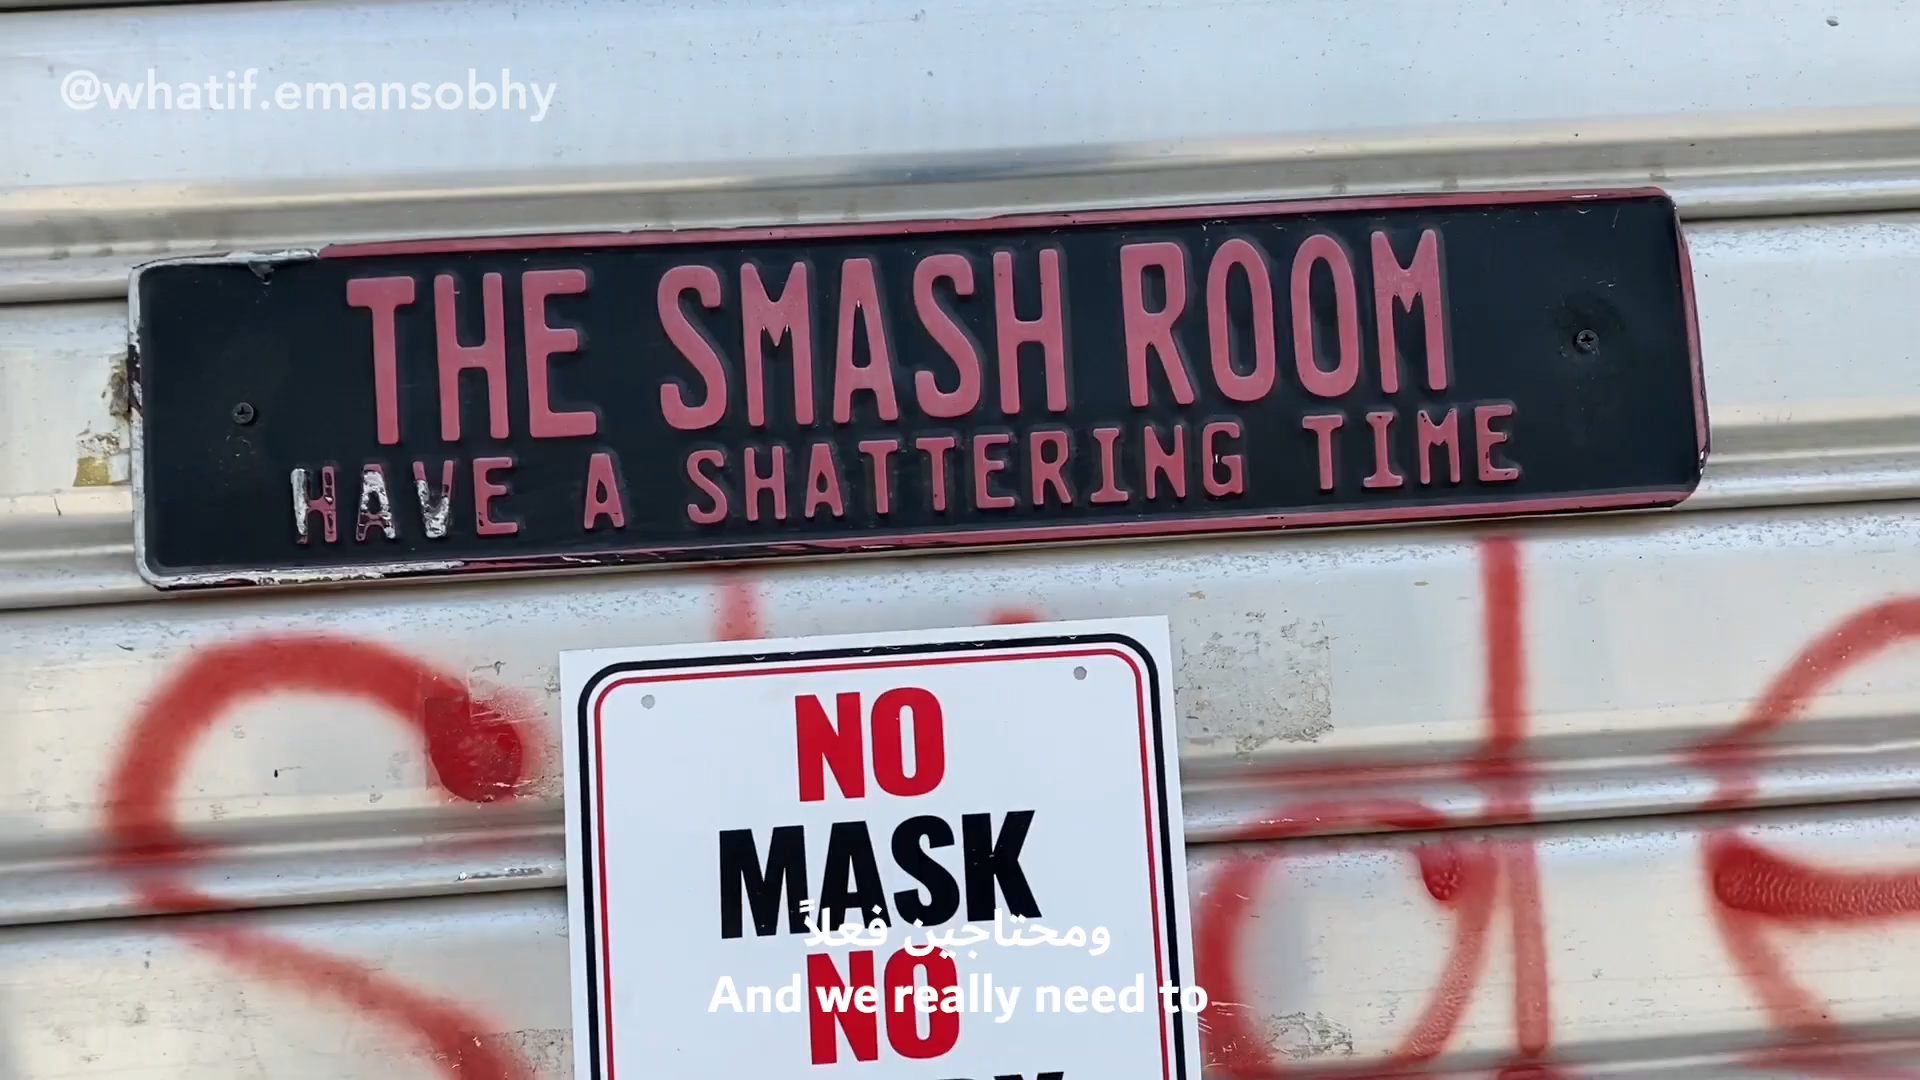 @whatif.emansobhy
THE SMASH ROOM
HAVE A SHATTERING TIME
NO
MASK
NO
ومحتاجين فعلاً
And we really need to